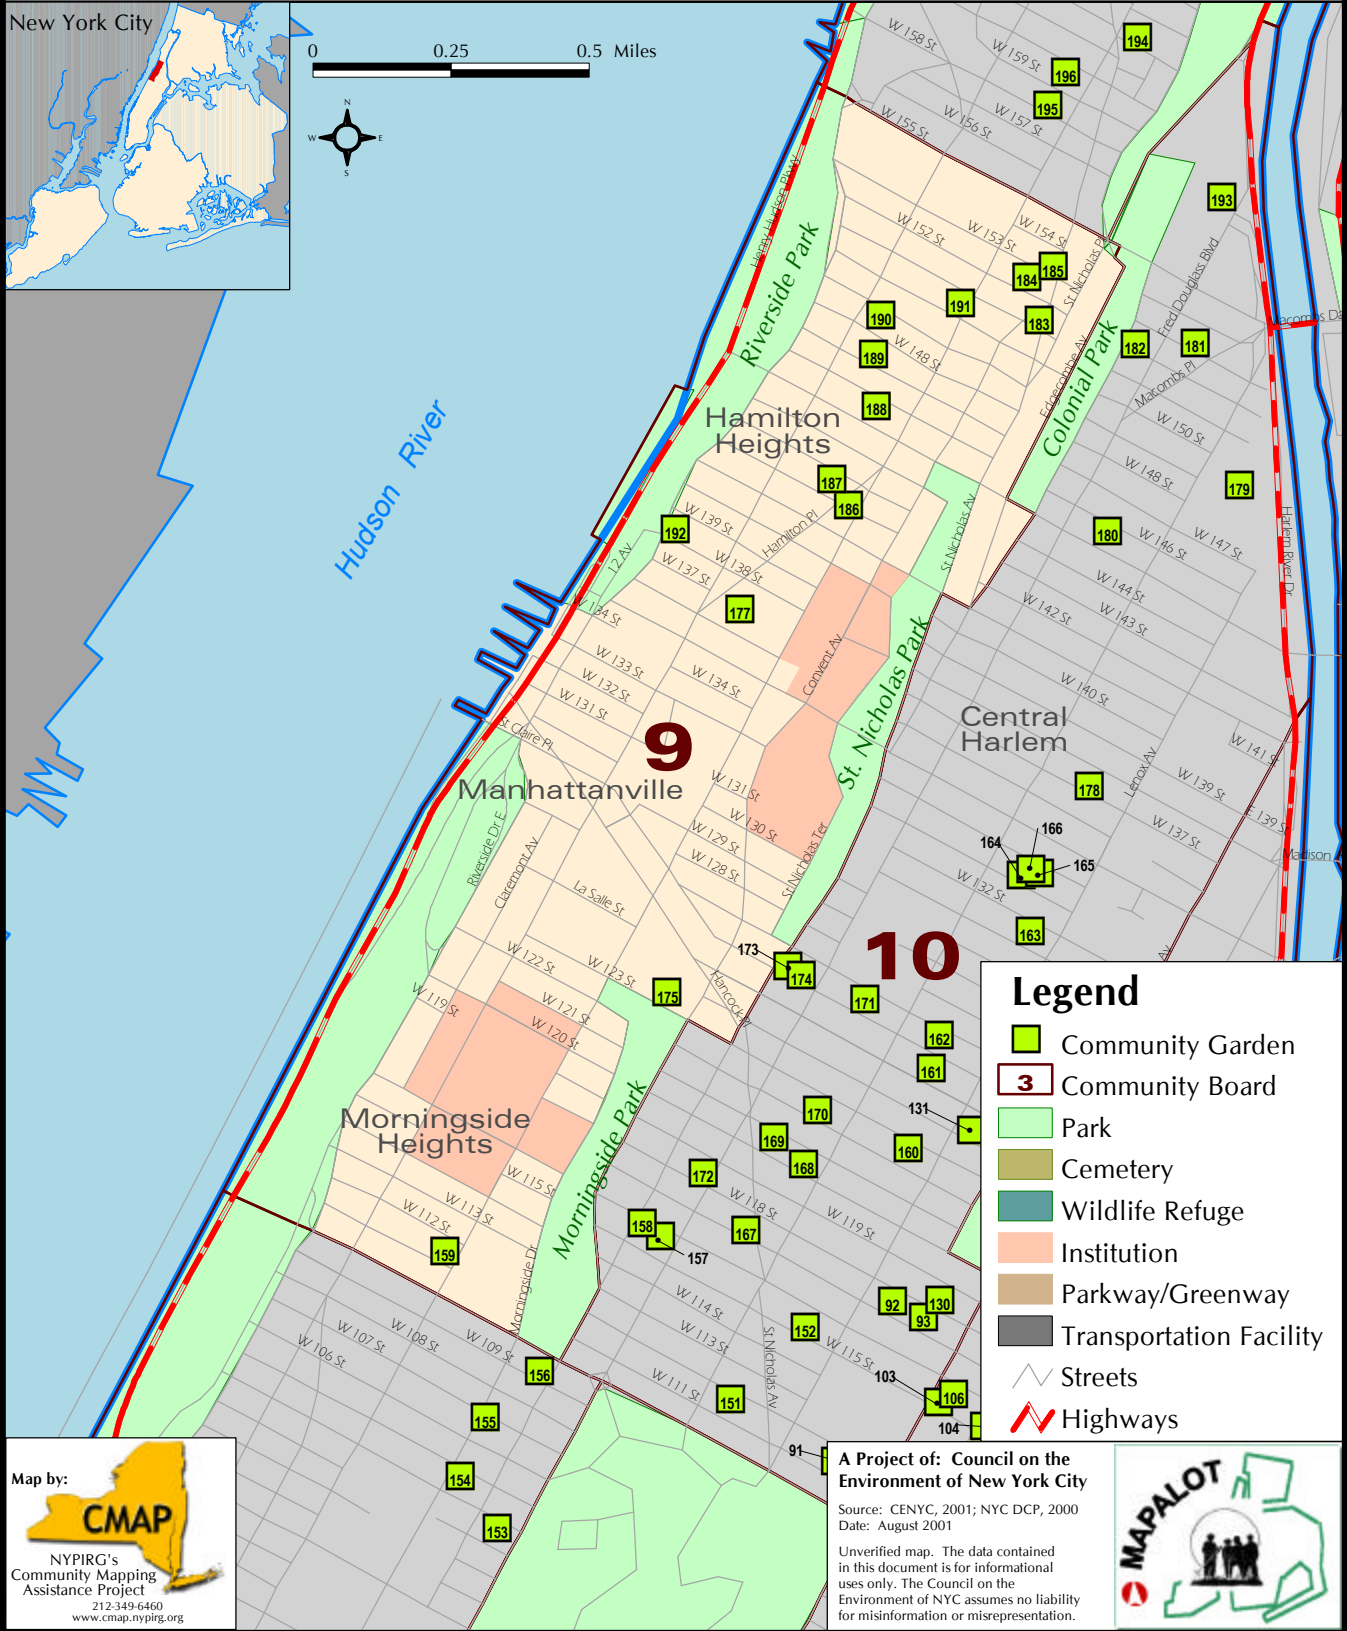 New York City
0 0.25 0.5 Miles
N
W E
S
Hudson River
Henry Hudson Pkwy
Riverside Park
W 158 St
W 159 St
194
196
195
W 157 St
W 156 St
W 155 St
193
W 154 St
W 153 St
W 152 St
St Nicholas Pl
185
184
191
183
190
189
W 148 St
188
Edgecombe Av
Colonial Park
Fred Douglass Blvd
Macombs Da
182
181
Macombs Pl
W 150 St
W 148 St
179
Hamilton
Heights
187
186
192
W 139 St
Hamilton Pl
W 138 St
W 137 St
12 Av
W 134 St
177
St Nicholas Av
180
W 147 St
W 146 St
W 144 St
W 143 St
W 142 St
Harlem River Dr
W 140 St
W 133 St
W 132 St
W 131 St
W 134 St
Convent Av
St. Nicholas Park
Central
Harlem
9
St Claire Pl
Manhattanville
W 131 St
W 130 St
W 129 St
W 128 St
St Nicholas Ter
W 141 St
W 139 St
E 139 St
W 137 St
Lenox Av
Madison
178
166
164
165
W 132 St
163
Riverside Dr E
Claremont Av
La Salle St
10
Av
173
174
171
W 122 St
W 123 St
175
Hancock Pl
W 121 St
W 120 St
W 119 St
162
161
131
160
170
169
168
172
W 118 St
W 119 St
167
158
157
Morningside
Heights
Morningside Park
W 115 St
W 113 St
W 112 St
159
Morningside Dr
W 114 St
W 113 St
W 111 St
St Nicholas Av
W 115 St
92
93
130
152
103
106
104
151
91
W 109 St
W 108 St
W 107 St
W 106 St
156
155
154
153
Legend
Community Garden
3 Community Board
Park
Cemetery
Wildlife Refuge
Institution
Parkway/Greenway
Transportation Facility
Streets
Highways
Map by:
CMAP
NYPIRG's
Community Mapping
Assistance Project
212-349-6460
www.cmap.nypirg.org
A Project of: Council on the
Environment of New York City
Source: CENYC, 2001; NYC DCP, 2000
Date: August 2001
Unverified map. The data contained
in this document is for informational
uses only. The Council on the
Environment of NYC assumes no liability
for misinformation or misrepresentation.
MAPALOT